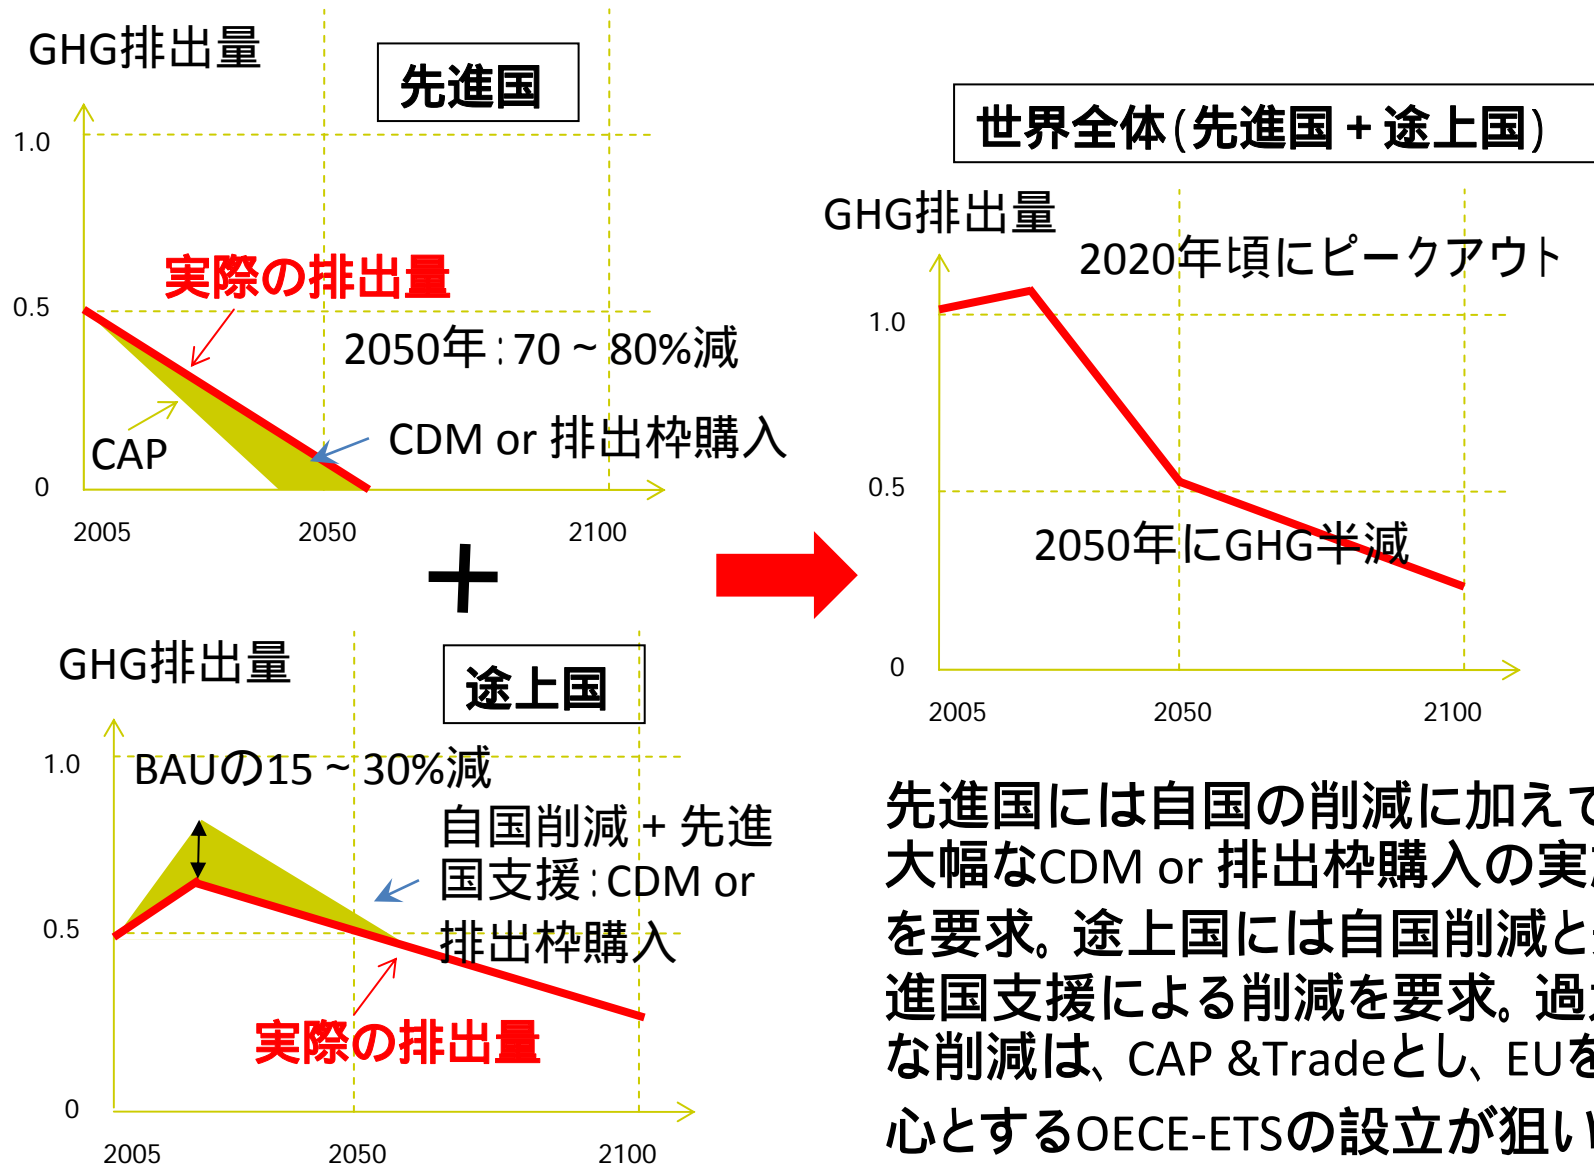 GHG排出量
先進国
1.0
実際の排出量
0.5
2050年：70～80%減
CAP
CDM or 排出枠購入
0
2005
2050
2100
＋
GHG排出量
途上国
1.0
BAUの15～30%減
自国削減＋先進
国支援：CDM or
排出枠購入
0.5
実際の排出量
0
2005
2050
2100
世界全体(先進国＋途上国)
GHG排出量
2020年頃にピークアウト
1.0
0.5
2050年にGHG半減
0
2005
2050
2100
先進国には自国の削減に加えて
大幅なCDM or 排出枠購入の実
を要求。途上国には自国削減と
進国支援による削減を要求。過
な削減は、CAP &Tradeとし、EUを
心とするOECE-ETSの設立が狙い